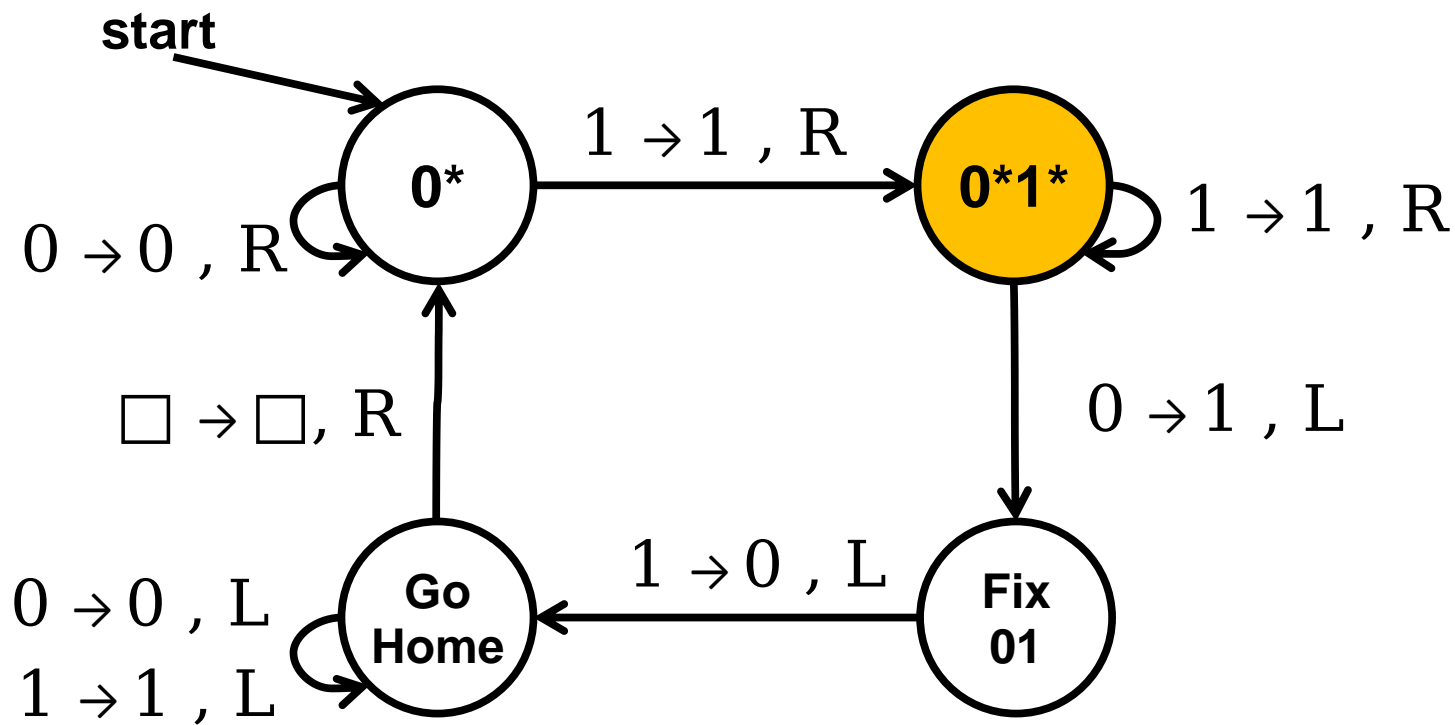 start
1 → 1 , R
0*
0*1*
1 → 1 , R
0 → 0 , R
□ → □, R
0 → 1 , L
1 → 0 , L
Go
Home
Fix
01
0 → 0 , L
1 → 1 , L